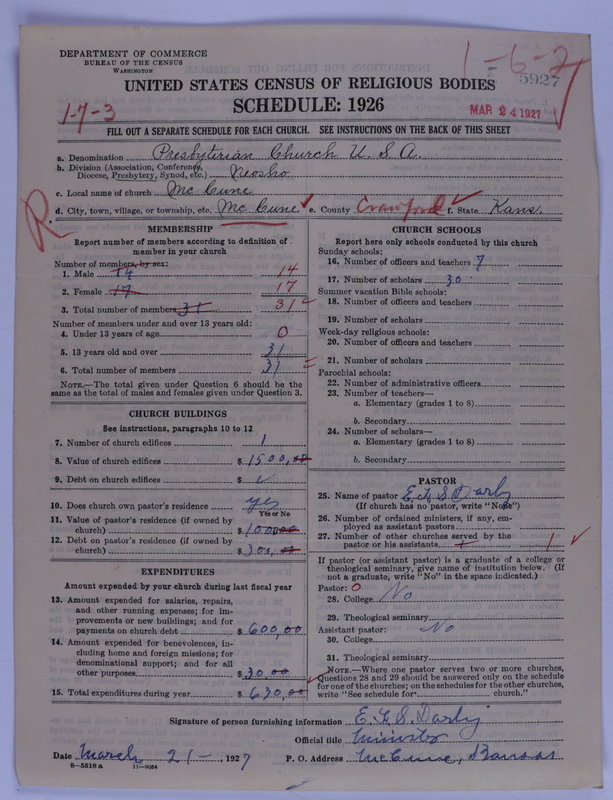 DEPARTMENT OF COMMERCE
BUREAU OF THE CENSUS
WASHINGTON
1-6-2
5927
UNITED STATES CENSUS OF RELIGIOUS BODIES
SCHEDULE: 1926
1-7-3
MAR 24 1927
FILL OUT A SEPARATE SCHEDULE FOR EACH CHURCH. SEE INSTRUCTIONS ON THE BACK OF THIS SHEET
a. Denomination Presbyterian Church U.S.A.
b. Division (Association, Conference, Diocese, Presbytery, Synod, etc.) Neosho
c. Local name of church McCune
d. City, town, village, or township, etc. McCune e. County Crawford f. State Kans.
R
MEMBERSHIP
Report number of members according to definition of
member in your church
Number of members, by sex:
1. Male 14 14
2. Female 17 17
3. Total number of members 31 31
Number of members under and over 13 years old:
4. Under 13 years of age 0
5. 13 years old and over 31
6. Total number of members 31
NOTE.—The total given under Question 6 should be the
same as the total of males and females given under Question 3.
CHURCH BUILDINGS
See instructions, paragraphs 10 to 12
7. Number of church edifices 1
8. Value of church edifices $1500,00
9. Debt on church edifices $
10. Does church own pastor's residence yes
Yes or No
11. Value of pastor's residence (if owned by
church) $1000,00
12. Debt on pastor's residence (if owned by
church) $300,00
EXPENDITURES
Amount expended by your church during last fiscal year
13. Amount expended for salaries, repairs,
and other running expenses; for im-
provements or new buildings; and for
payments on church debt $600,00
14. Amount expended for benevolences, in-
cluding home and foreign missions; for
denominational support; and for all
other purposes $30.00
15. Total expenditures during year $630,00
CHURCH SCHOOLS
Report here only schools conducted by this church
Sunday schools:
16. Number of officers and teachers 7
17. Number of scholars 30
Summer vacation Bible schools:
18. Number of officers and teachers
19. Number of scholars
Week-day religious schools:
20. Number of officers and teachers
21. Number of scholars
Parochial schools:
22. Number of administrative officers
23. Number of teachers—
a. Elementary (grades 1 to 8)
b. Secondary
24. Number of scholars—
a. Elementary (grades 1 to 8)
b. Secondary
PASTOR
25. Name of pastor E. L. S. Darby
(If church has no pastor, write "None")
26. Number of ordained ministers, if any, em-
ployed as assistant pastors
27. Number of other churches served by the
pastor or his assistants 1
If pastor (or assistant pastor) is a graduate of a college or
theological seminary, give name of institution below. (If
not a graduate, write "No" in the space indicated.)
Pastor: 0
28. College No
29. Theological seminary
Assistant pastor: No
30. College
31. Theological seminary
NOTE.—Where one pastor serves two or more churches,
Questions 28 and 29 should be answered only on the schedule
for one of the churches; on the schedules for the other churches,
write "See schedule for church."
Signature of person furnishing information E. L. S. Darby
Official title Minister
Date March 21 -, 1927 P. O. Address McCune, Kansas
8-5518 a 11-9054